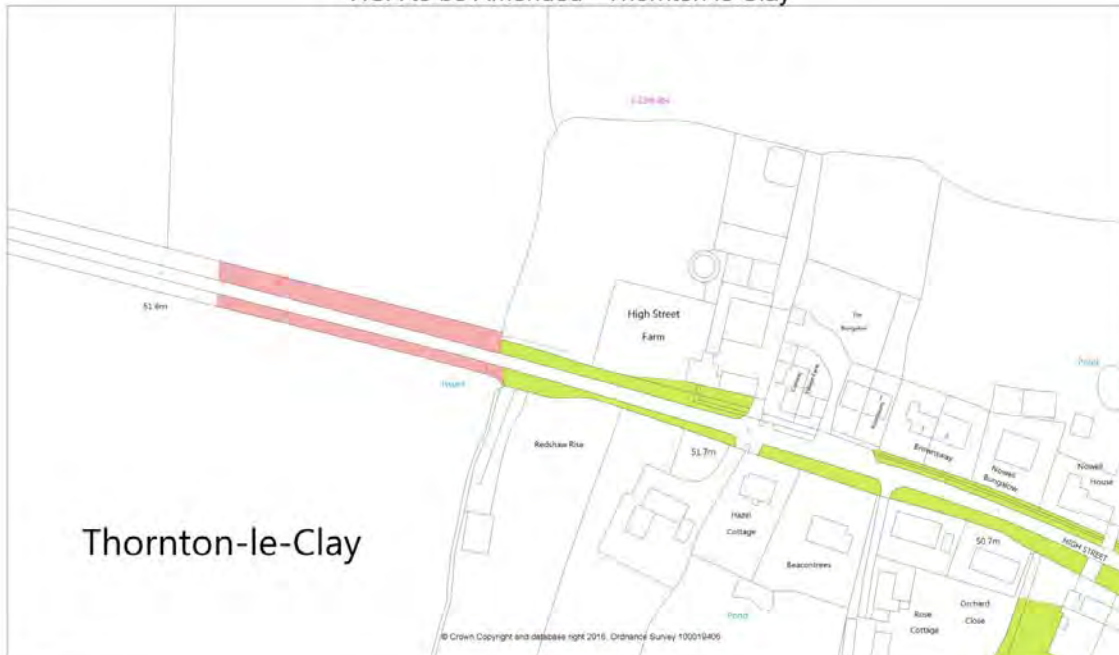 51.6m
High Street
Farm
The
Bungalow
Pond
Redshaw Rise
51.7m
Brownsway
Nowell
Bungalow
Nowell
House
Hazel
Cottage
Beacontrees
50.7m
HIGH STREET
Thornton-le-Clay
Pond
Rose
Cottage
Orchard
Close
© Crown Copyright and database right 2016. Ordnance Survey 100019406